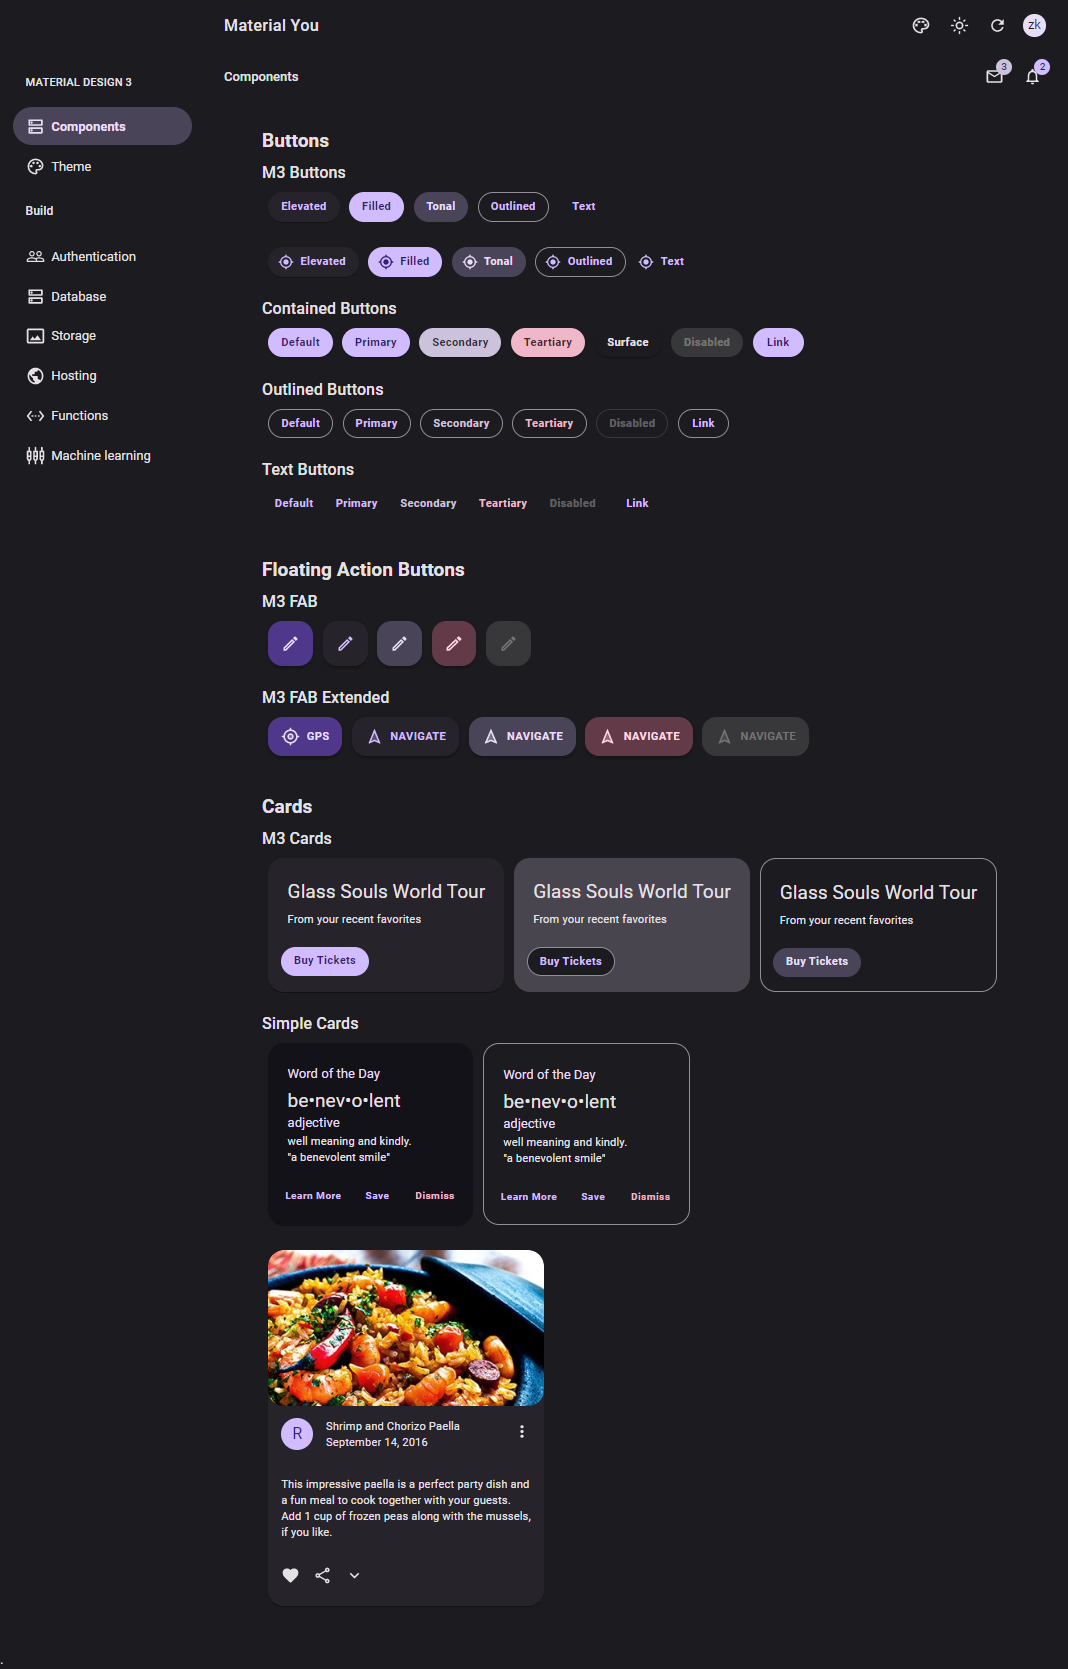 Material You
zk
MATERIAL DESIGN 3
Components
3
2
Components
Theme
Build
Authentication
Database
Storage
Hosting
Functions
Machine learning
Buttons
M3 Buttons
Elevated Filled Tonal Outlined Text
Elevated Filled Tonal Outlined Text
Contained Buttons
Default Primary Secondary Teartiary Surface Disabled Link
Outlined Buttons
Default Primary Secondary Teartiary Disabled Link
Text Buttons
Default Primary Secondary Teartiary Disabled Link
Floating Action Buttons
M3 FAB
M3 FAB Extended
GPS NAVIGATE NAVIGATE NAVIGATE NAVIGATE
Cards
M3 Cards
Glass Souls World Tour
From your recent favorites
Buy Tickets
Glass Souls World Tour
From your recent favorites
Buy Tickets
Glass Souls World Tour
From your recent favorites
Buy Tickets
Simple Cards
Word of the Day
be•nev•o•lent
adjective
well meaning and kindly.
"a benevolent smile"
Learn More Save Dismiss
Word of the Day
be•nev•o•lent
adjective
well meaning and kindly.
"a benevolent smile"
Learn More Save Dismiss
R
Shrimp and Chorizo Paella
September 14, 2016
This impressive paella is a perfect party dish and
a fun meal to cook together with your guests.
Add 1 cup of frozen peas along with the mussels,
if you like.
.